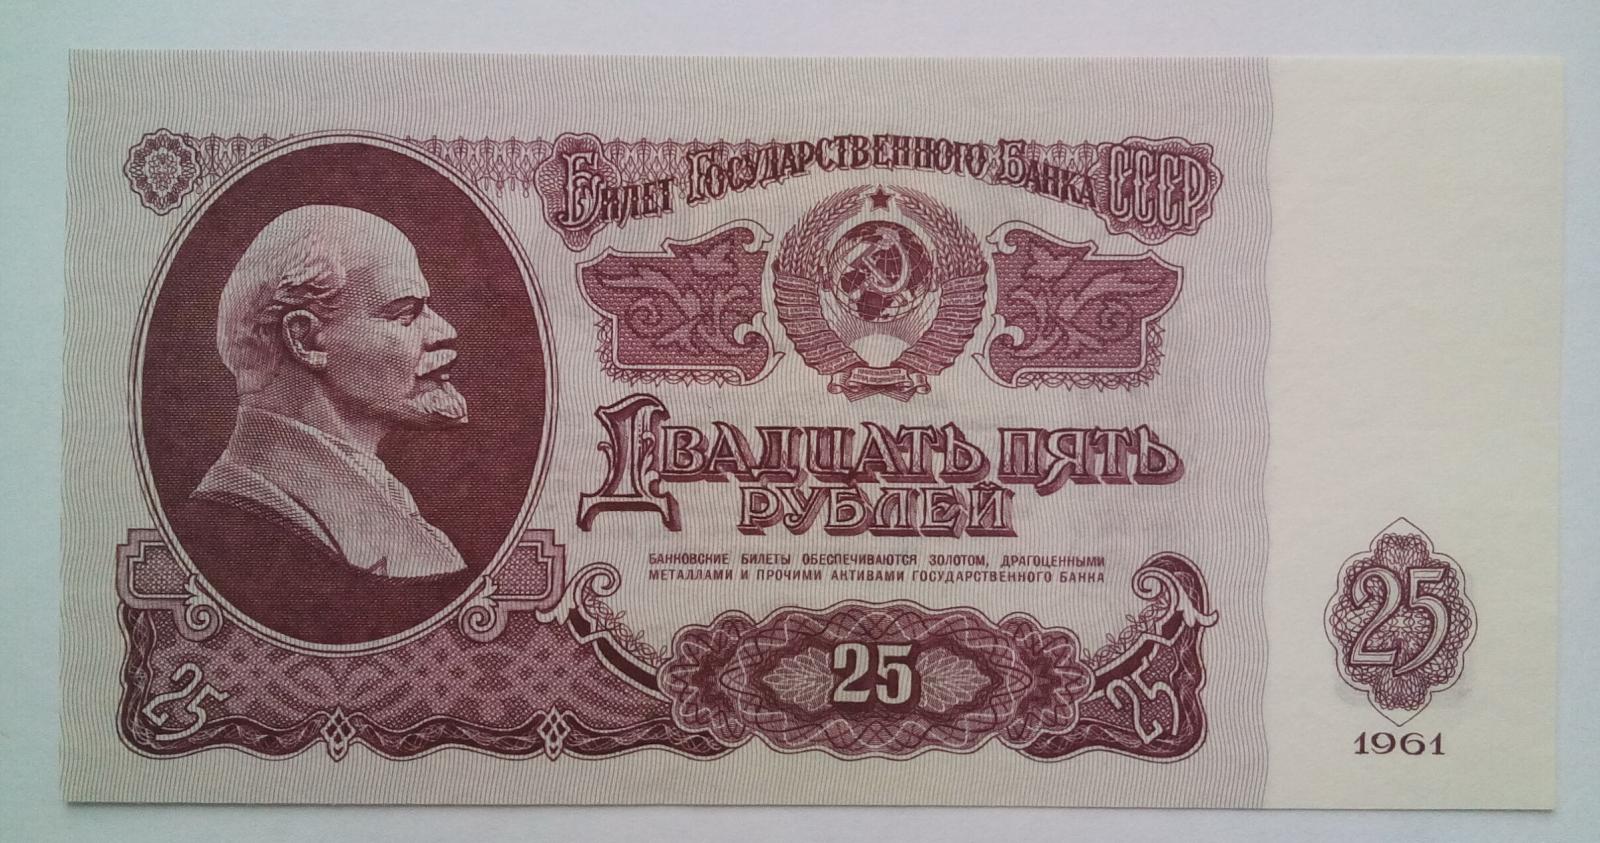 Билет Государственного Банка СССР
Двадцать пять
рублей
БАНКОВСКИЕ БИЛЕТЫ ОБЕСПЕЧИВАЮТСЯ ЗОЛОТОМ, ДРАГОЦЕННЫМИ
МЕТАЛЛАМИ И ПРОЧИМИ АКТИВАМИ ГОСУДАРСТВЕННОГО БАНКА
25
25
25
25
1961